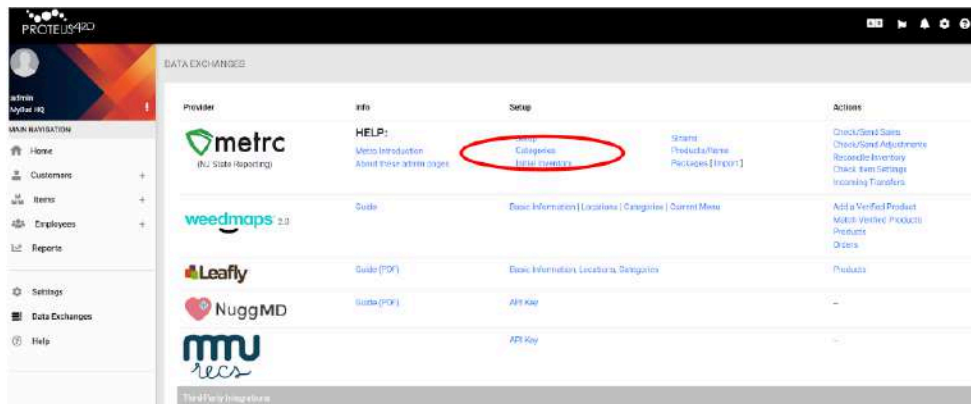 PROTEUS420
DATA EXCHANGES
admin
MyBud HQ
MAIN NAVIGATION
Home
Customers +
Items +
Employees +
Reports
Settings
Data Exchanges
Help
Provider Info Setup Actions
metrc
(NJ State Reporting)
HELP:
Metrc Introduction
About these admin pages
Setup
Categories
Initial Inventory
Strains
Products/Items
Packages [ Import ]
Check/Send Sales
Check/Send Adjustments
Reconcile Inventory
Check Item Settings
Incoming Transfers
weedmaps 2.0
Guide
Basic Information | Locations | Categories | Current Menu
Add a Verified Product
Match Verified Products
Products
Orders
Leafly
Guide (PDF)
Basic Information, Locations, Categories
Products
NuggMD
Guide (PDF)
API Key
--
mmu
recs
API Key
--
Third Party Integrations